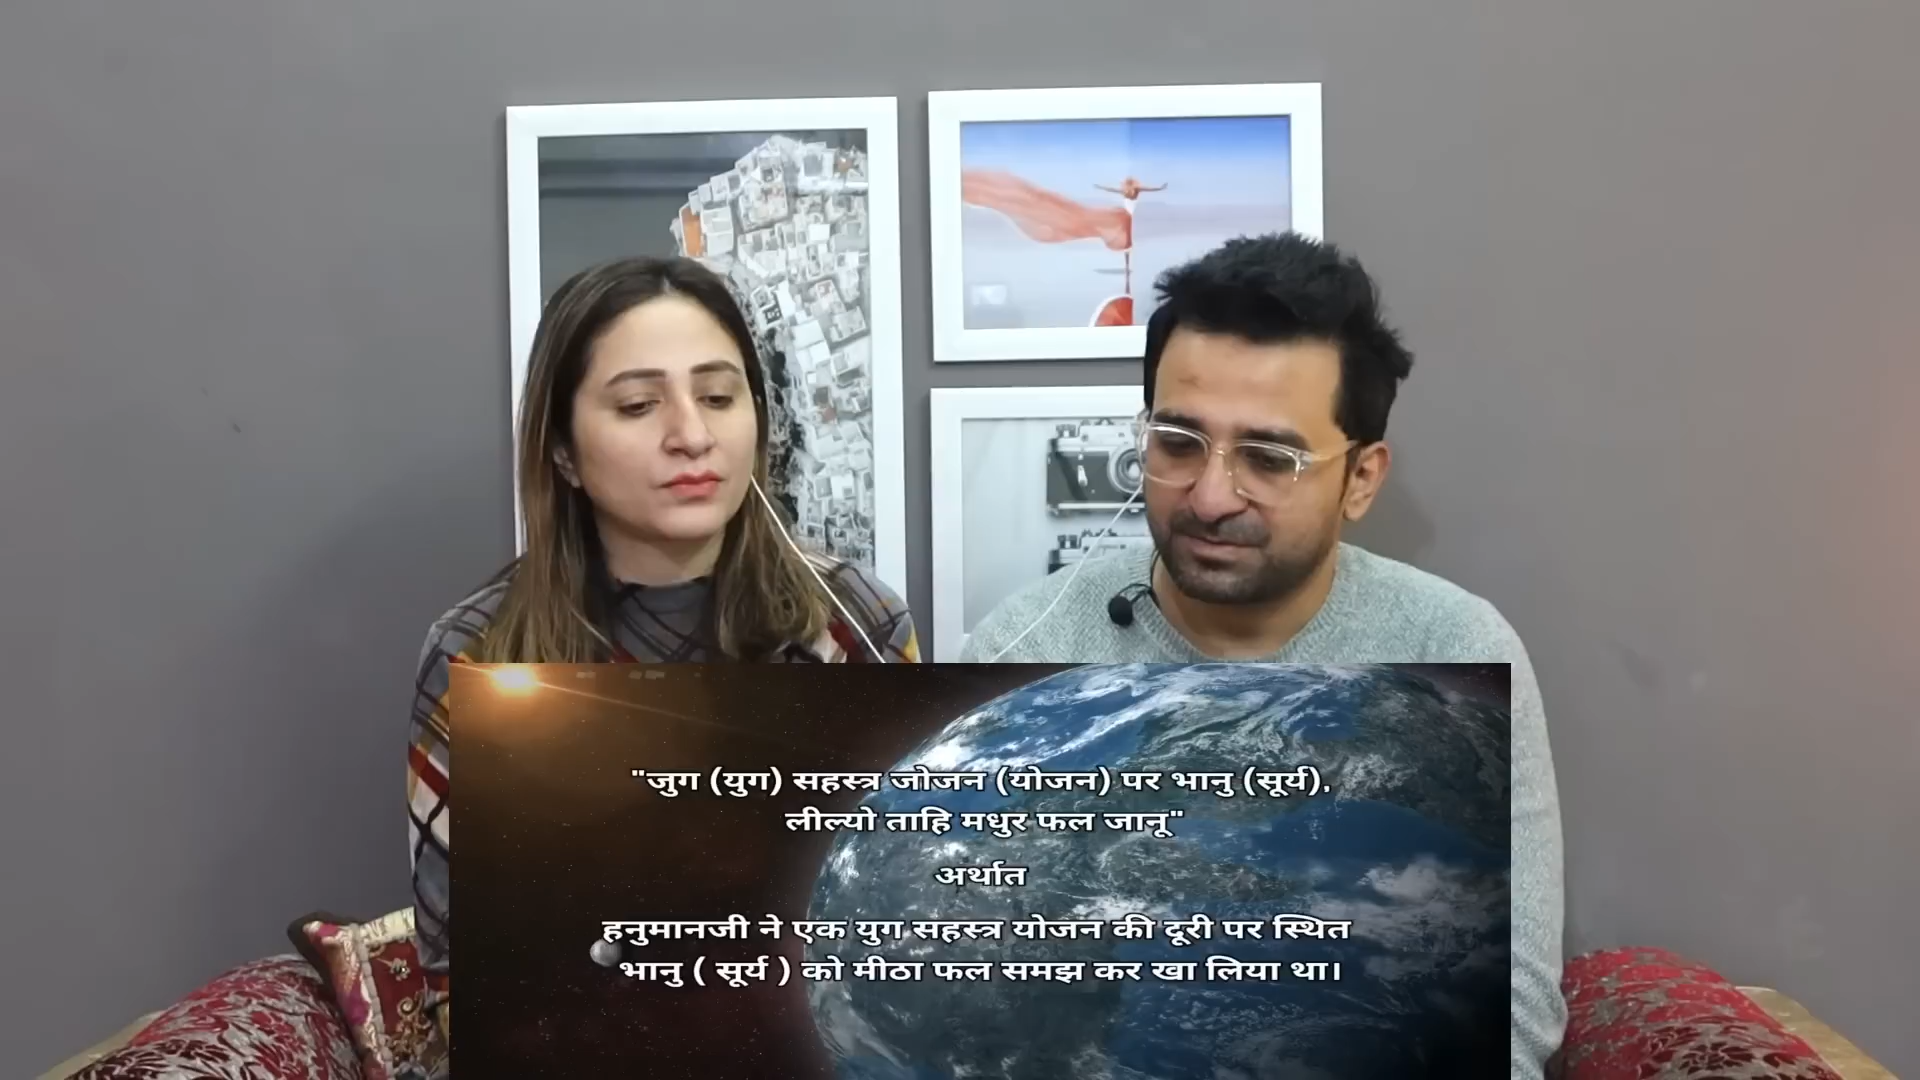 "जुग (युग) सहस्त्र जोजन (योजन) पर भानु (सूर्य),
लील्यो ताहि मधुर फल जानू"
अर्थात
हनुमानजी ने एक युग सहस्त्र योजन की दूरी पर स्थित
भानु ( सूर्य ) को मीठा फल समझ कर खा लिया था।